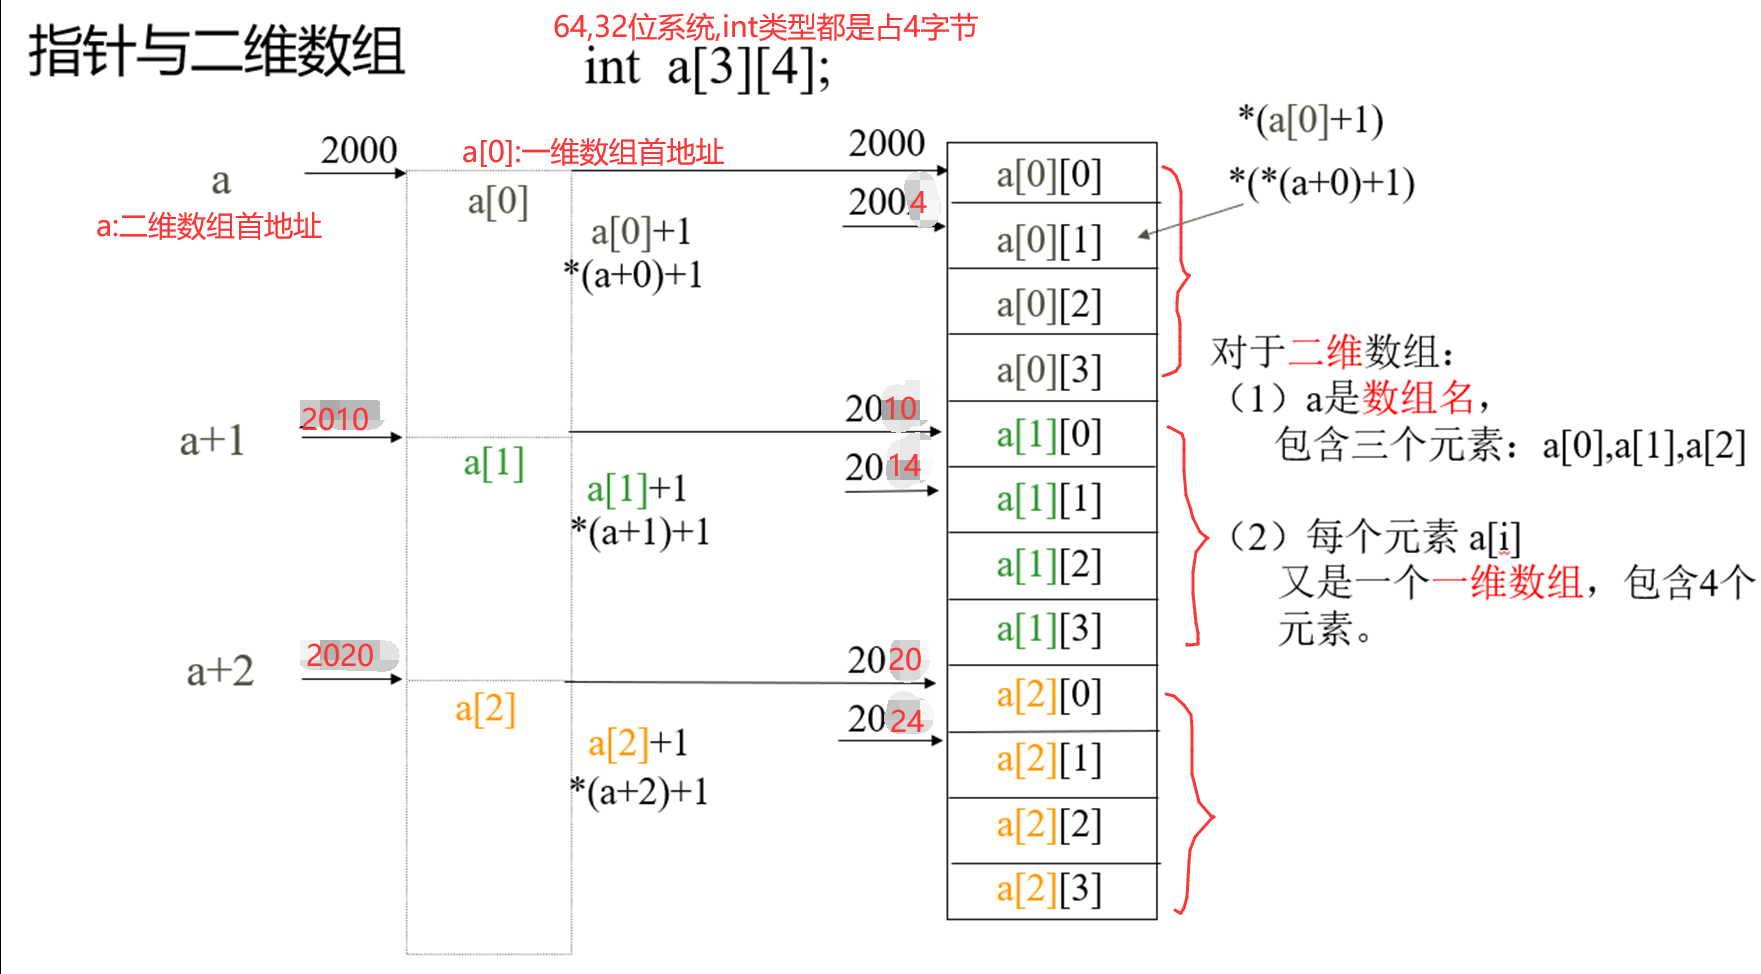 指针与二维数组
64,32位系统,int类型都是占4字节
int a[3][4];
a
2000
a:二维数组首地址
a[0]:一维数组首地址
a[0]
a[0]+1
*(a+0)+1
2000
2004
a[0][0]
a[0][1]
a[0][2]
a[0][3]
*(a[0]+1)
*(*(a+0)+1)
a+1
2010
a[1]
a[1]+1
*(a+1)+1
2010
2014
a[1][0]
a[1][1]
a[1][2]
a[1][3]
a+2
2020
a[2]
a[2]+1
*(a+2)+1
2020
2024
a[2][0]
a[2][1]
a[2][2]
a[2][3]
对于二维数组：
（1）a是数组名，
包含三个元素：a[0],a[1],a[2]
（2）每个元素 a[i]
又是一个一维数组，包含4个
元素。